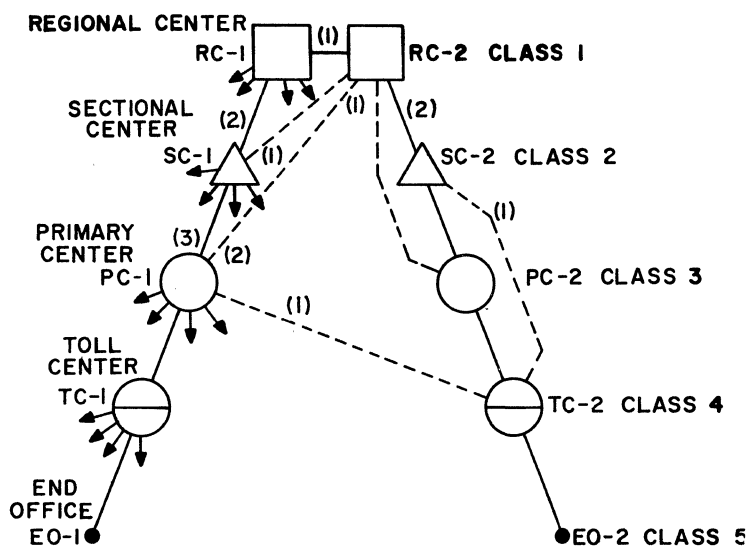 REGIONAL CENTER
(1)
RC-1
RC-2 CLASS 1
SECTIONAL
CENTER
(2)
(1)
(2)
SC-1
(1)
SC-2 CLASS 2
PRIMARY
CENTER
(3)
(2)
(1)
PC-1
PC-2 CLASS 3
(1)
TOLL
CENTER
TC-1
TC-2 CLASS 4
END
OFFICE
EO-1
EO-2 CLASS 5